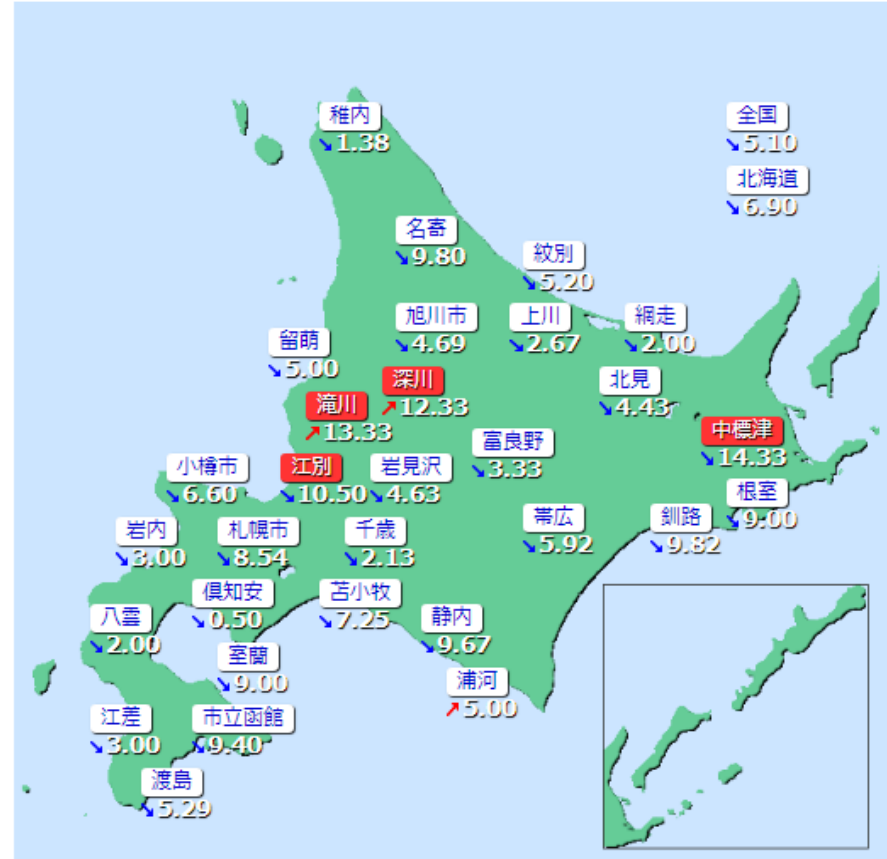 稚内
↘1.38
全国
↘5.10
北海道
↘6.90
名寄
↘9.80
紋別
↘5.20
旭川市
↘4.69
上川
↘2.67
網走
↘2.00
留萌
↘5.00
深川
↗12.33
北見
↘4.43
滝川
↗13.33
中標津
↘14.33
富良野
↘3.33
小樽市
↘6.60
江別
↘10.50
岩見沢
↘4.63
根室
↘9.00
岩内
↘3.00
札幌市
↘8.54
千歳
↘2.13
帯広
↘5.92
釧路
↘9.82
倶知安
↘0.50
苫小牧
↘7.25
八雲
↘2.00
静内
↘9.67
室蘭
↘9.00
浦河
↗5.00
江差
↘3.00
市立函館
↘9.40
渡島
↘5.29